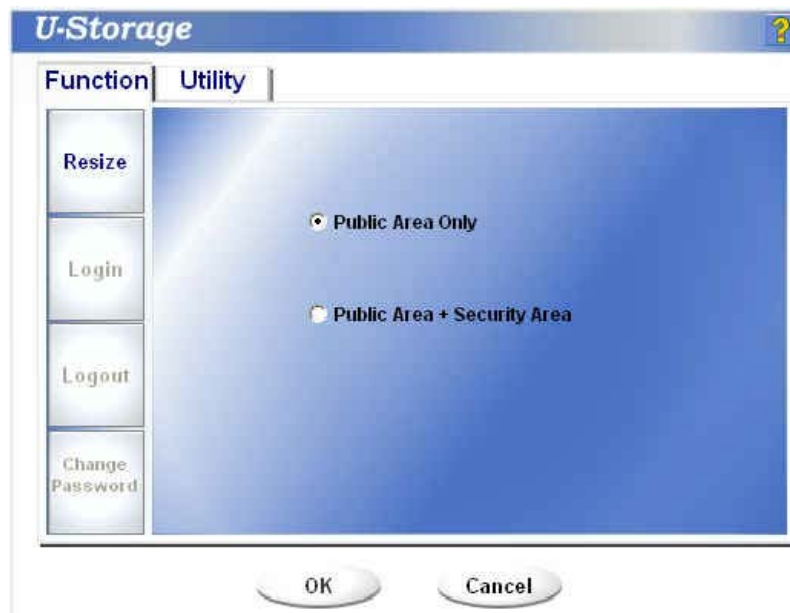 U-Storage
?
Function Utility
Resize
Public Area Only
Login
Public Area + Security Area
Logout
Change
Password
OK Cancel